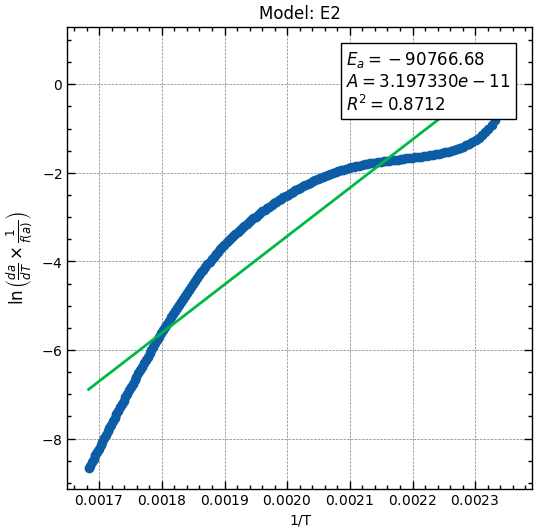 Model: E2
E_a = −90766.68
A = 3.197330e − 11
R^2 = 0.8712
ln(da/dT × 1/f(a))
0
−2
−4
−6
−8
0.0017 0.0018 0.0019 0.0020 0.0021 0.0022 0.0023
1/T